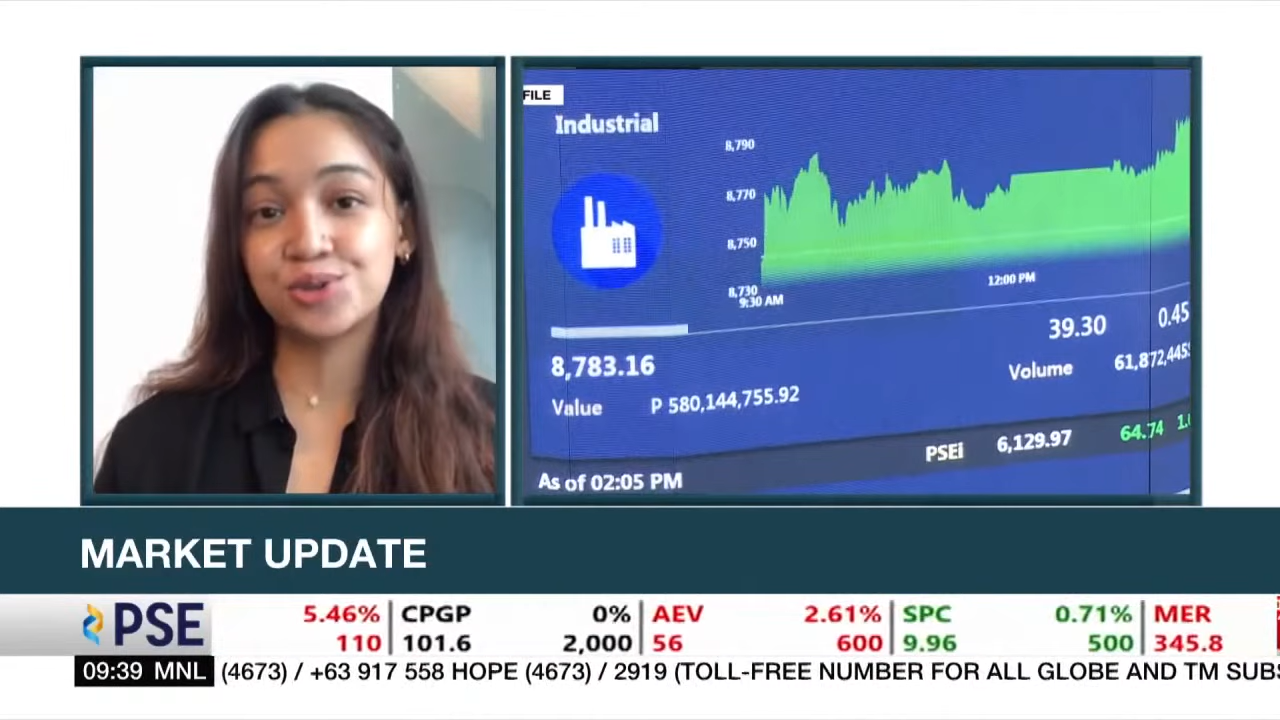 FILE
Industrial
8,790
8,770
8,750
8,730
9:30 AM
12:00 PM
8,783.16
39.30
0.45
Value
P 580,144,755.92
Volume
PSEi
6,129.97
64.74
As of 02:05 PM
MARKET UPDATE
PSE
5.46% CPGP 0% AEV 2.61% SPC 0.71% MER
110 101.6 2,000 56 600 9.96 500 345.8
09:39 MNL (4673) / +63 917 558 HOPE (4673) / 2919 (TOLL-FREE NUMBER FOR ALL GLOBE AND TM SUBS